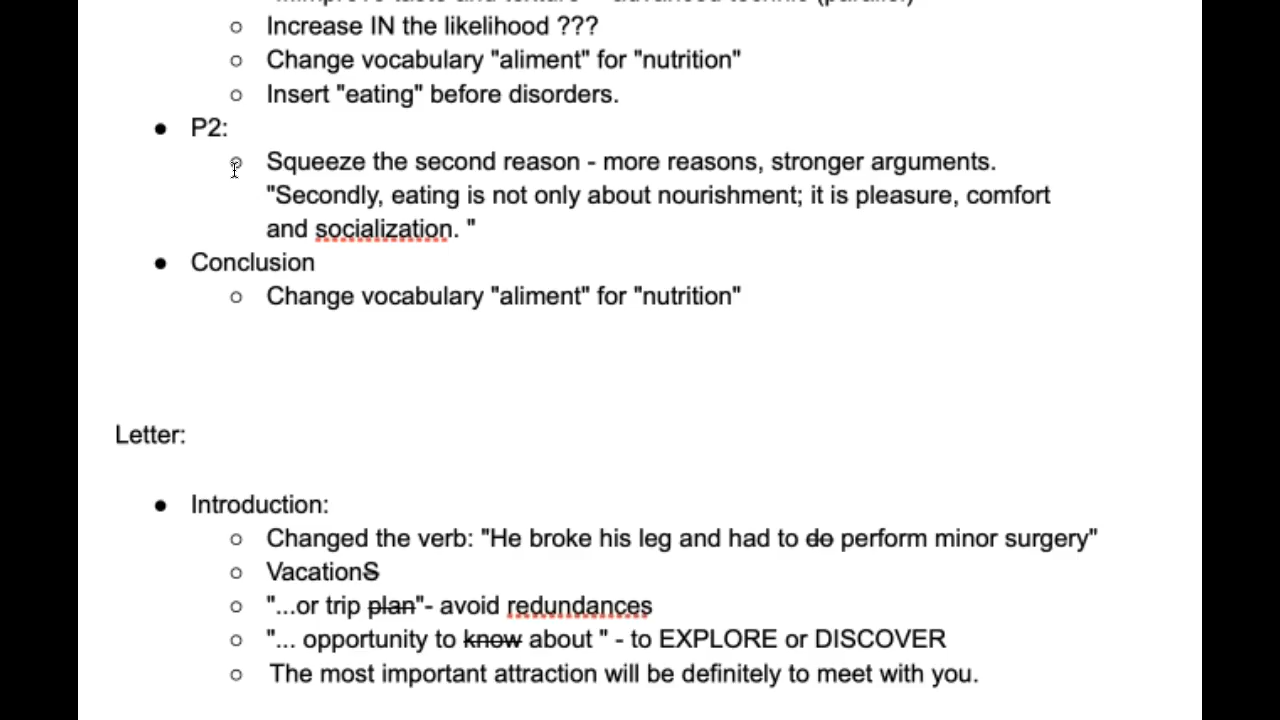 ○ Increase IN the likelihood ???
○ Change vocabulary "aliment" for "nutrition"
○ Insert "eating" before disorders.
● P2:
○ Squeeze the second reason - more reasons, stronger arguments.
"Secondly, eating is not only about nourishment; it is pleasure, comfort
and socialization. "
● Conclusion
○ Change vocabulary "aliment" for "nutrition"
Letter:
● Introduction:
○ Changed the verb: "He broke his leg and had to do perform minor surgery"
○ VacationS
○ "...or trip plan"- avoid redundances
○ "... opportunity to know about " - to EXPLORE or DISCOVER
○ The most important attraction will be definitely to meet with you.